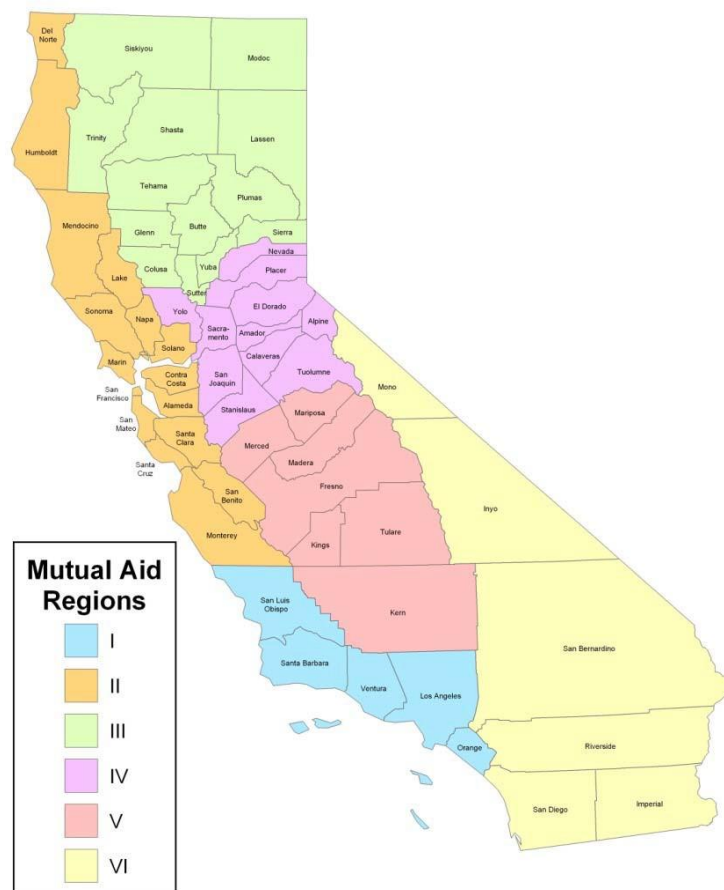 Del
Norte
Siskiyou
Modoc
Humboldt
Trinity
Shasta
Lassen
Tehama
Plumas
Mendocino
Glenn
Butte
Sierra
Colusa
Yuba
Nevada
Lake
Placer
Sutter
Yolo
El Dorado
Sonoma
Napa
Sacra-
mento
Alpine
Amador
Solano
Calaveras
Marin
Contra
Costa
San
Joaquin
Tuolumne
San
Francisco
Mono
Alameda
Stanislaus
Mariposa
San
Mateo
Santa
Clara
Merced
Madera
Santa
Cruz
Fresno
San
Benito
Inyo
Monterey
Kings
Tulare
San Luis
Obispo
Kern
San Bernardino
Santa Barbara
Ventura
Los Angeles
Orange
Riverside
San Diego
Imperial
Mutual Aid
Regions
I
II
III
IV
V
VI